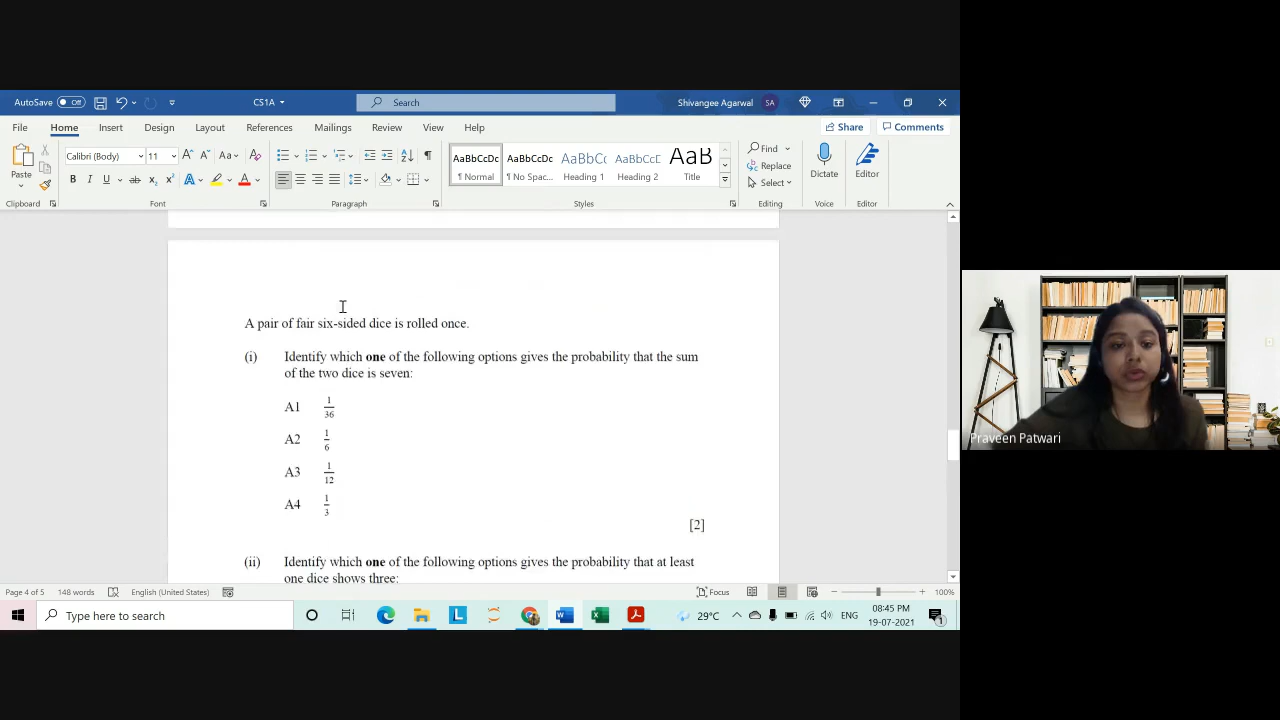 AutoSave Off CS1A Search Shivangee Agarwal SA
File Home Insert Design Layout References Mailings Review View Help Share Comments
Paste Calibri (Body) 11 Aa AaBbCcDc AaBbCcDc AaBbCc AaBbCcD AaB Find Replace Select Dictate Editor
¶ Normal ¶ No Spac... Heading 1 Heading 2 Title
Clipboard Font Paragraph Styles Editing Voice Editor
A pair of fair six-sided dice is rolled once.
(i) Identify which one of the following options gives the probability that the sum
of the two dice is seven:
A1 1/36
A2 1/6
A3 1/12
A4 1/3
[2]
(ii) Identify which one of the following options gives the probability that at least
one dice shows three:
Page 4 of 5 148 words English (United States) Focus 100%
Type here to search 29°C ENG 08:45 PM
19-07-2021
Praveen Patwari